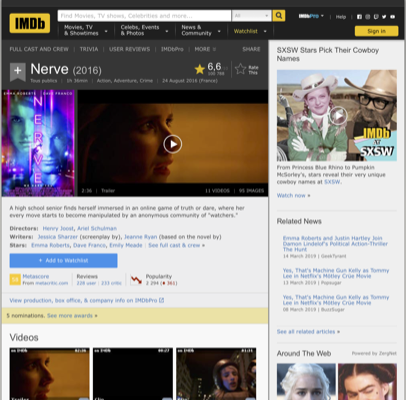 IMDb
Find Movies, TV shows, Celebrities and more...
All
IMDbPro
Help
Movies, TV
& Showtimes
Celebs, Events
& Photos
News &
Community
Watchlist
Sign in
FULL CAST AND CREW | TRIVIA | USER REVIEWS | IMDbPro | MORE
SHARE
Nerve (2016)
6,6
Rate
This
Tous publics | 1h 36min | Action, Adventure, Crime | 24 August 2016 (France)
EMMA ROBERTS DAVE FRANCO
NERVE
2:36 | Trailer
11 VIDEOS | 95 IMAGES
A high school senior finds herself immersed in an online game of truth or dare, where her
every move starts to become manipulated by an anonymous community of "watchers."
Directors: Henry Joost, Ariel Schulman
Writers: Jessica Sharzer (screenplay) by, Jeanne Ryan (based on the novel by)
Stars: Emma Roberts, Dave Franco, Emily Meade | See full cast & crew »
+ Add to Watchlist
Metascore
From metacritic.com
Reviews
228 user | 233 critic
Popularity
2 294
View production, box office, & company info on IMDbPro
5 nominations. See more awards »
Videos
SXSW Stars Pick Their Cowboy
Names
IMDb
at
SXSW
From Princess Blue Rhino to Pumpkin
McSorley's, stars reveal their very unique
cowboy names at SXSW.
Watch now »
Related News
Emma Roberts and Justin Hartley Join
Damon Lindelof's Political Action-Thriller
The Hunt
14 March 2019 | GeekTyrant
Yes, That's Machine Gun Kelly as Tommy
Lee in Netflix's Mötley Crüe Movie
13 March 2019 | Popsugar
Yes, That's Machine Gun Kelly as Tommy
Lee in Netflix's Mötley Crüe Movie
08 March 2019 | BuzzSugar
See all related articles »
Around The Web
Powered by ZergNet